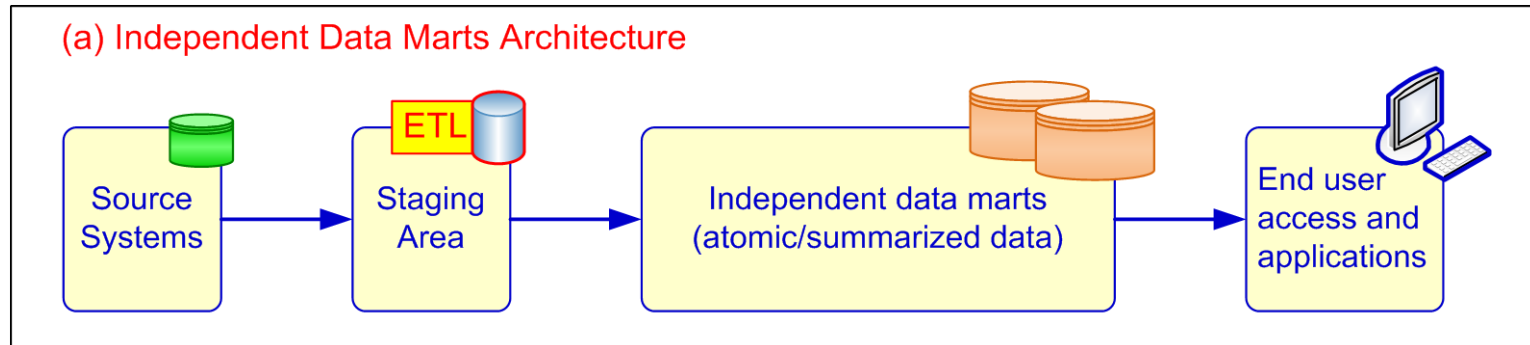 (a) Independent Data Marts Architecture
ETL
Source
Systems
Staging
Area
Independent data marts
(atomic/summarized data)
End user
access and
applications